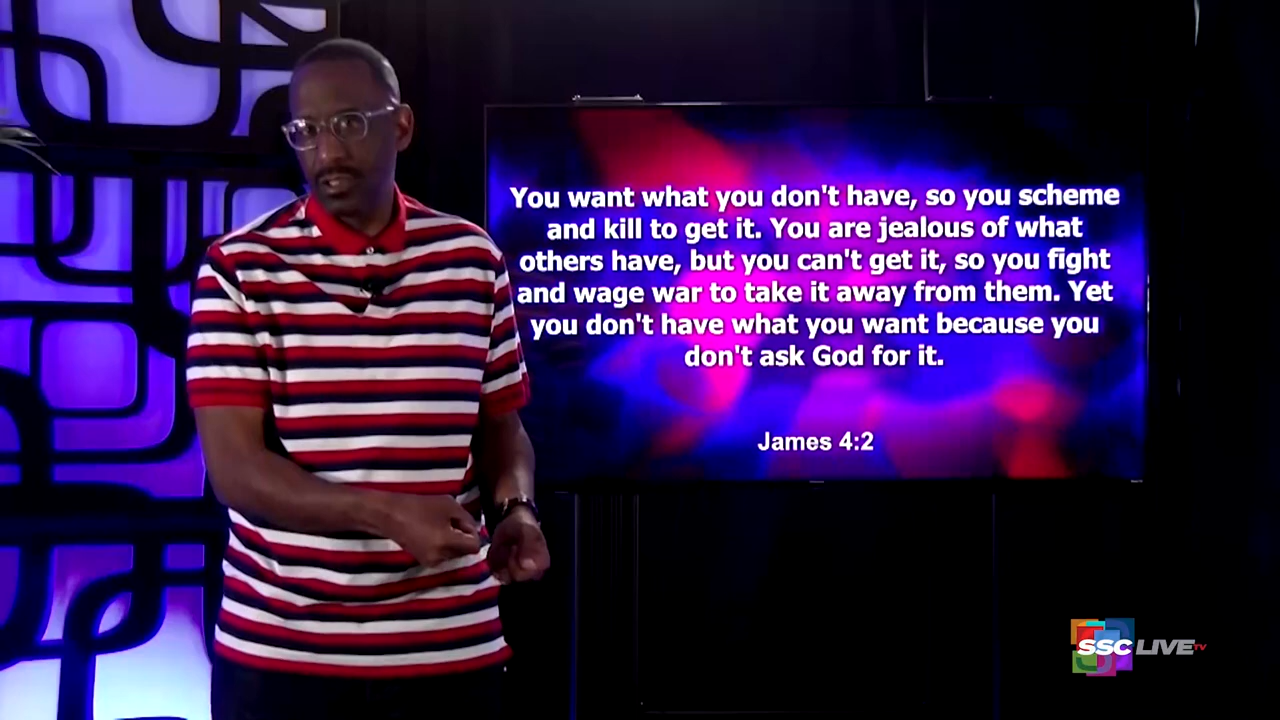 You want what you don't have, so you scheme
and kill to get it. You are jealous of what
others have, but you can't get it, so you fight
and wage war to take it away from them. Yet
you don't have what you want because you
don't ask God for it.
James 4:2
SSC LIVE TV